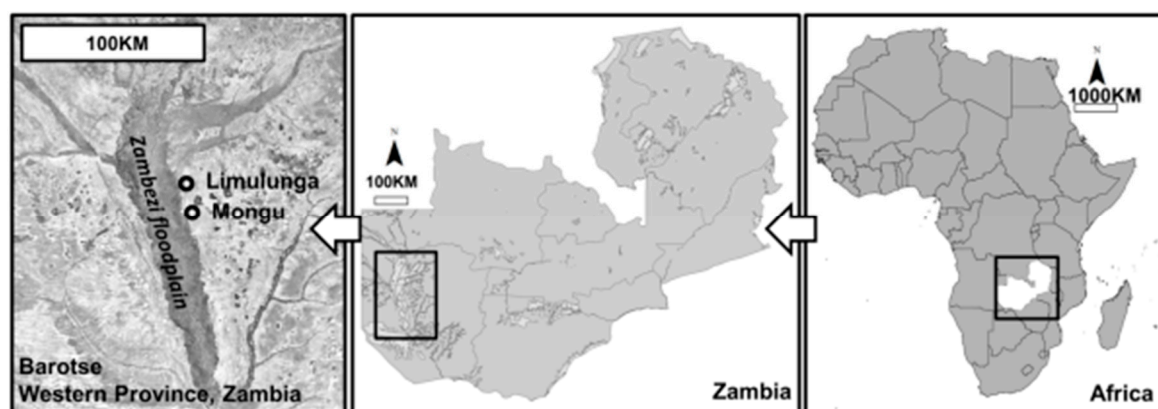 100KM
Zambezi floodplain
Limulunga
Mongu
Barotse
Western Province, Zambia
N
100KM
Zambia
N
1000KM
Africa